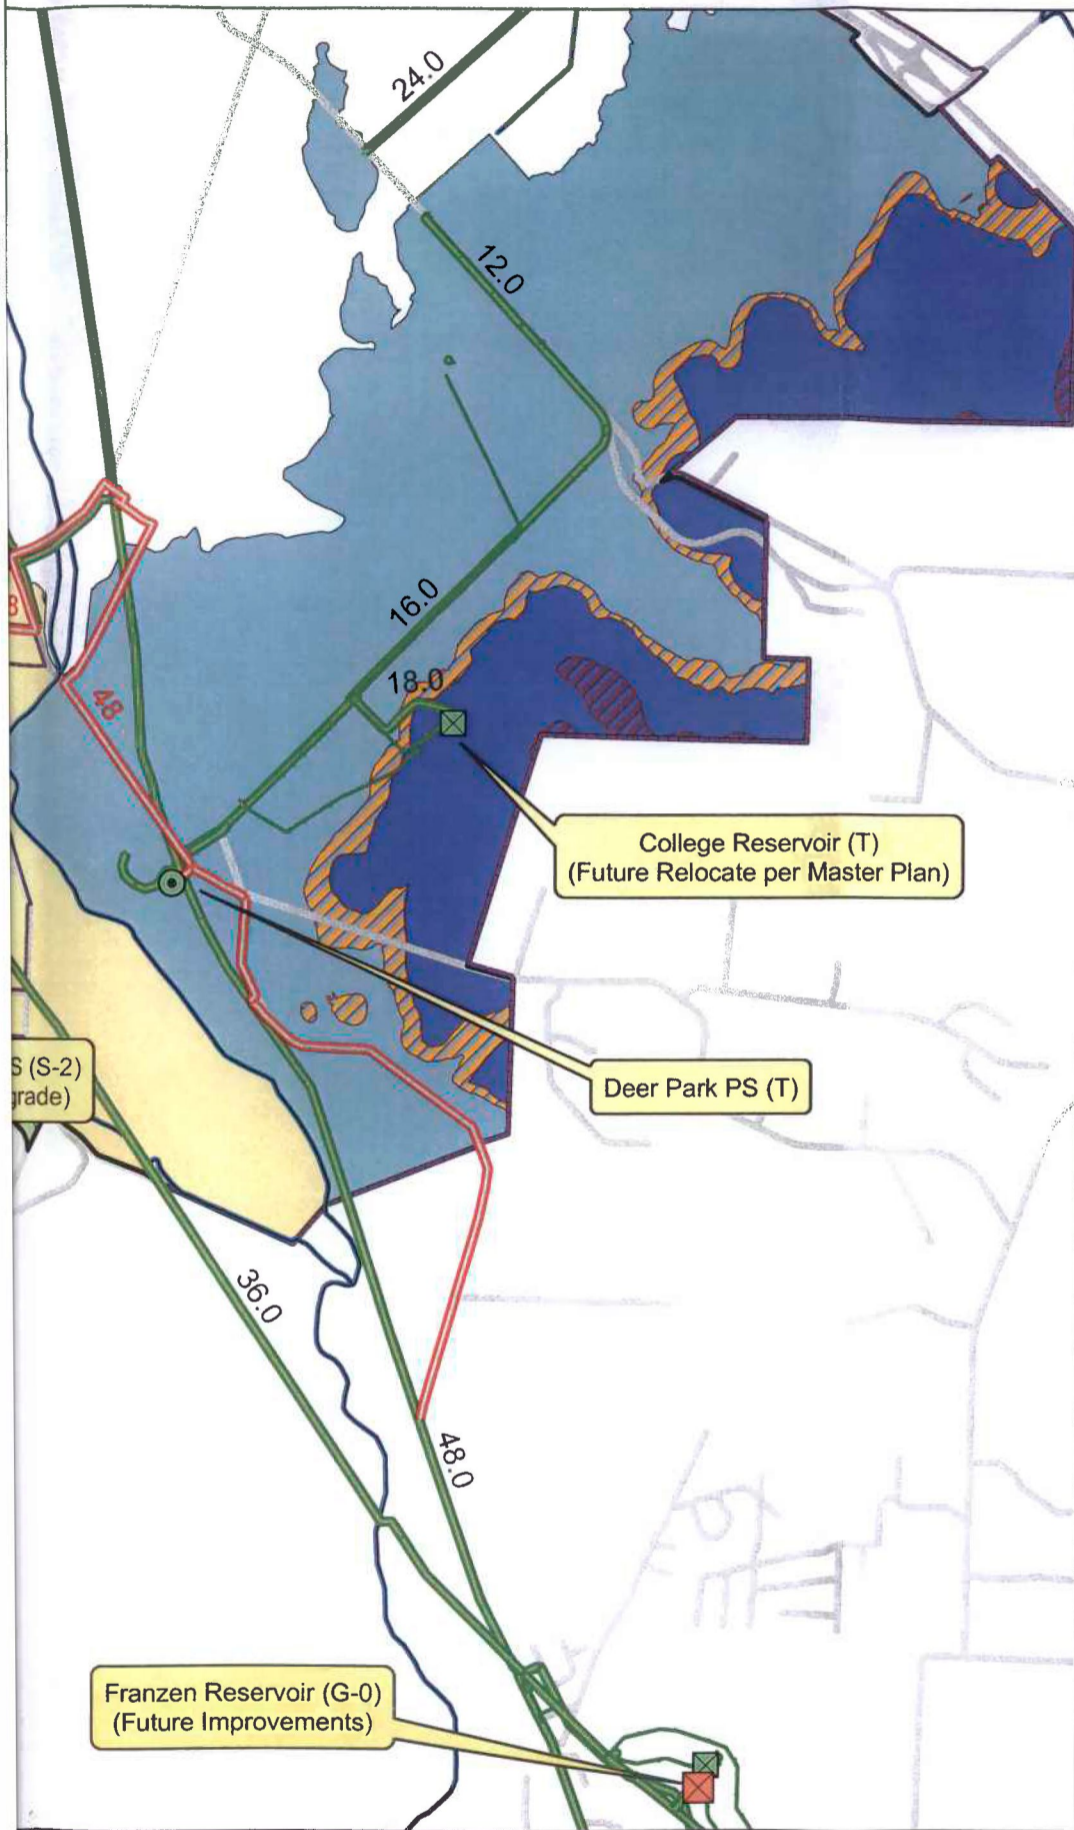 24.0
12.0
16.0
18.0
8
48
College Reservoir (T)
(Future Relocate per Master Plan)
S (S-2)
grade)
Deer Park PS (T)
36.0
48.0
Franzen Reservoir (G-0)
(Future Improvements)